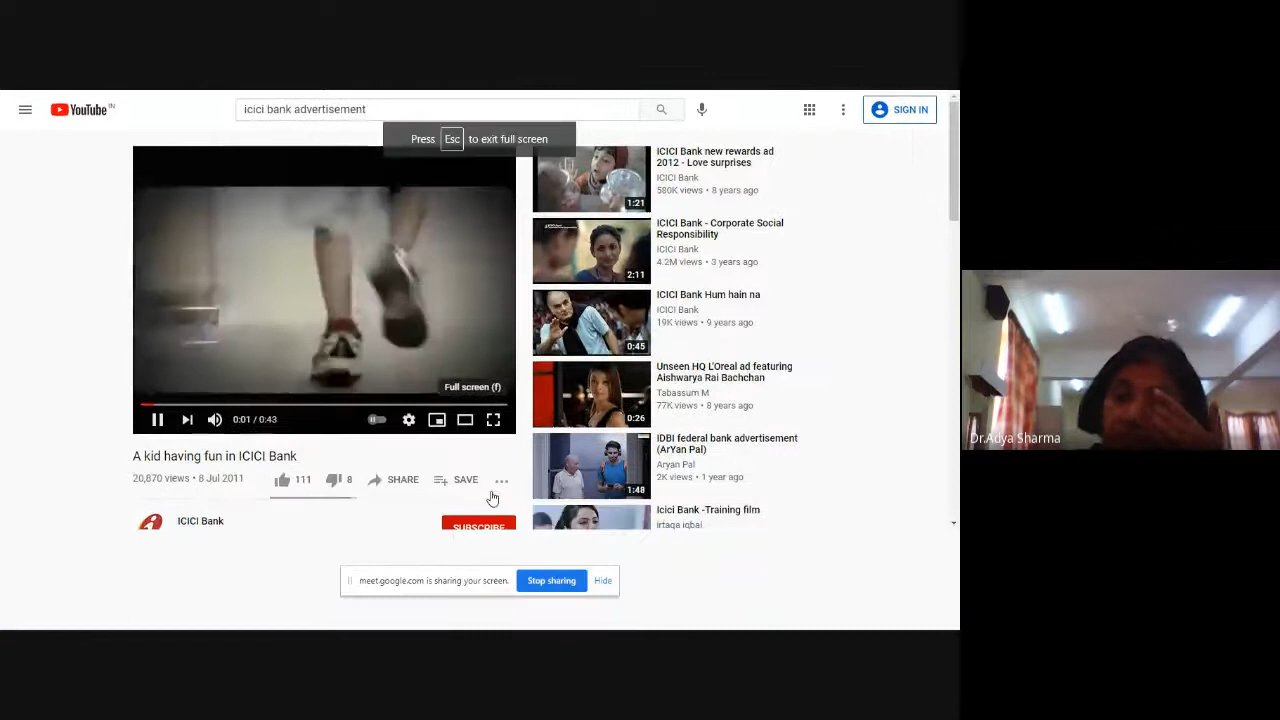 YouTube IN
icici bank advertisement
SIGN IN
Press Esc to exit full screen
Full screen (f)
0:01 / 0:43
A kid having fun in ICICI Bank
20,870 views • 8 Jul 2011
111
8
SHARE
SAVE
ICICI Bank
SUBSCRIBE
ICICI Bank new rewards ad
2012 - Love surprises
ICICI Bank
580K views • 8 years ago
1:21
ICICI Bank - Corporate Social
Responsibility
ICICI Bank
4.2M views • 3 years ago
2:11
ICICI Bank Hum hain na
ICICI Bank
19K views • 9 years ago
0:45
Unseen HQ L'Oreal ad featuring
Aishwarya Rai Bachchan
Tabassum M
77K views • 8 years ago
0:26
IDBI federal bank advertisement
(ArYan Pal)
Aryan Pal
2K views • 1 year ago
1:48
Icici Bank -Training film
irtaqa iqbal
meet.google.com is sharing your screen.
Stop sharing
Hide
Dr.Adya Sharma